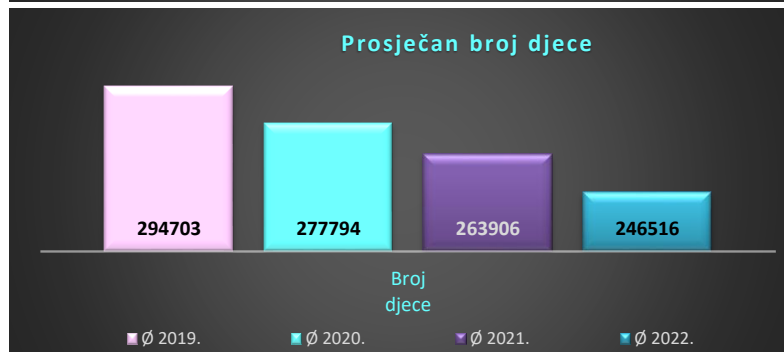 Prosječan broj djece
294703 277794 263906 246516
Broj
djece
Ø 2019. Ø 2020. Ø 2021. Ø 2022.